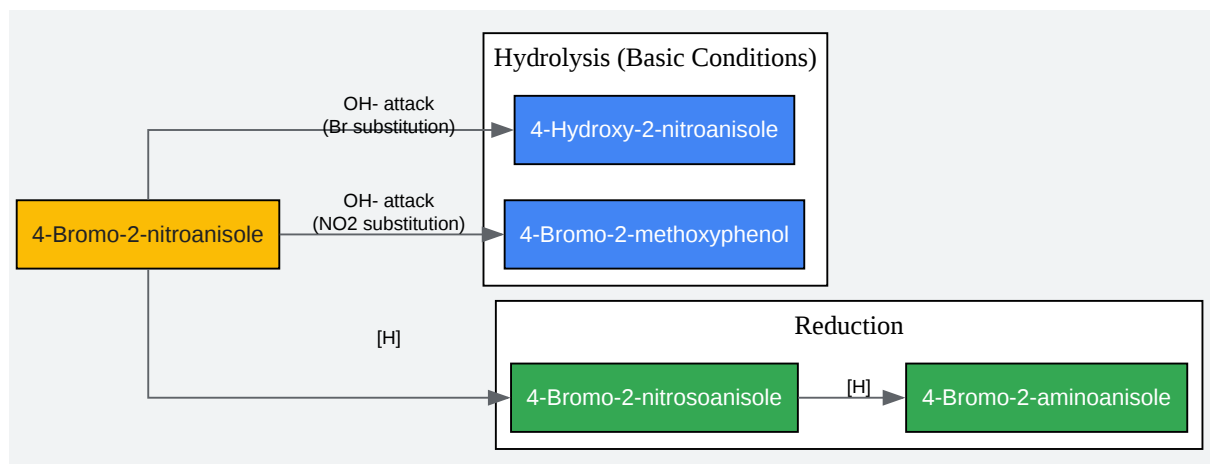 Hydrolysis (Basic Conditions)
OH- attack
(Br substitution)
4-Hydroxy-2-nitroanisole
OH- attack
(NO2 substitution)
4-Bromo-2-nitroanisole
4-Bromo-2-methoxyphenol
Reduction
[H]
4-Bromo-2-nitrosoanisole
[H]
4-Bromo-2-aminoanisole